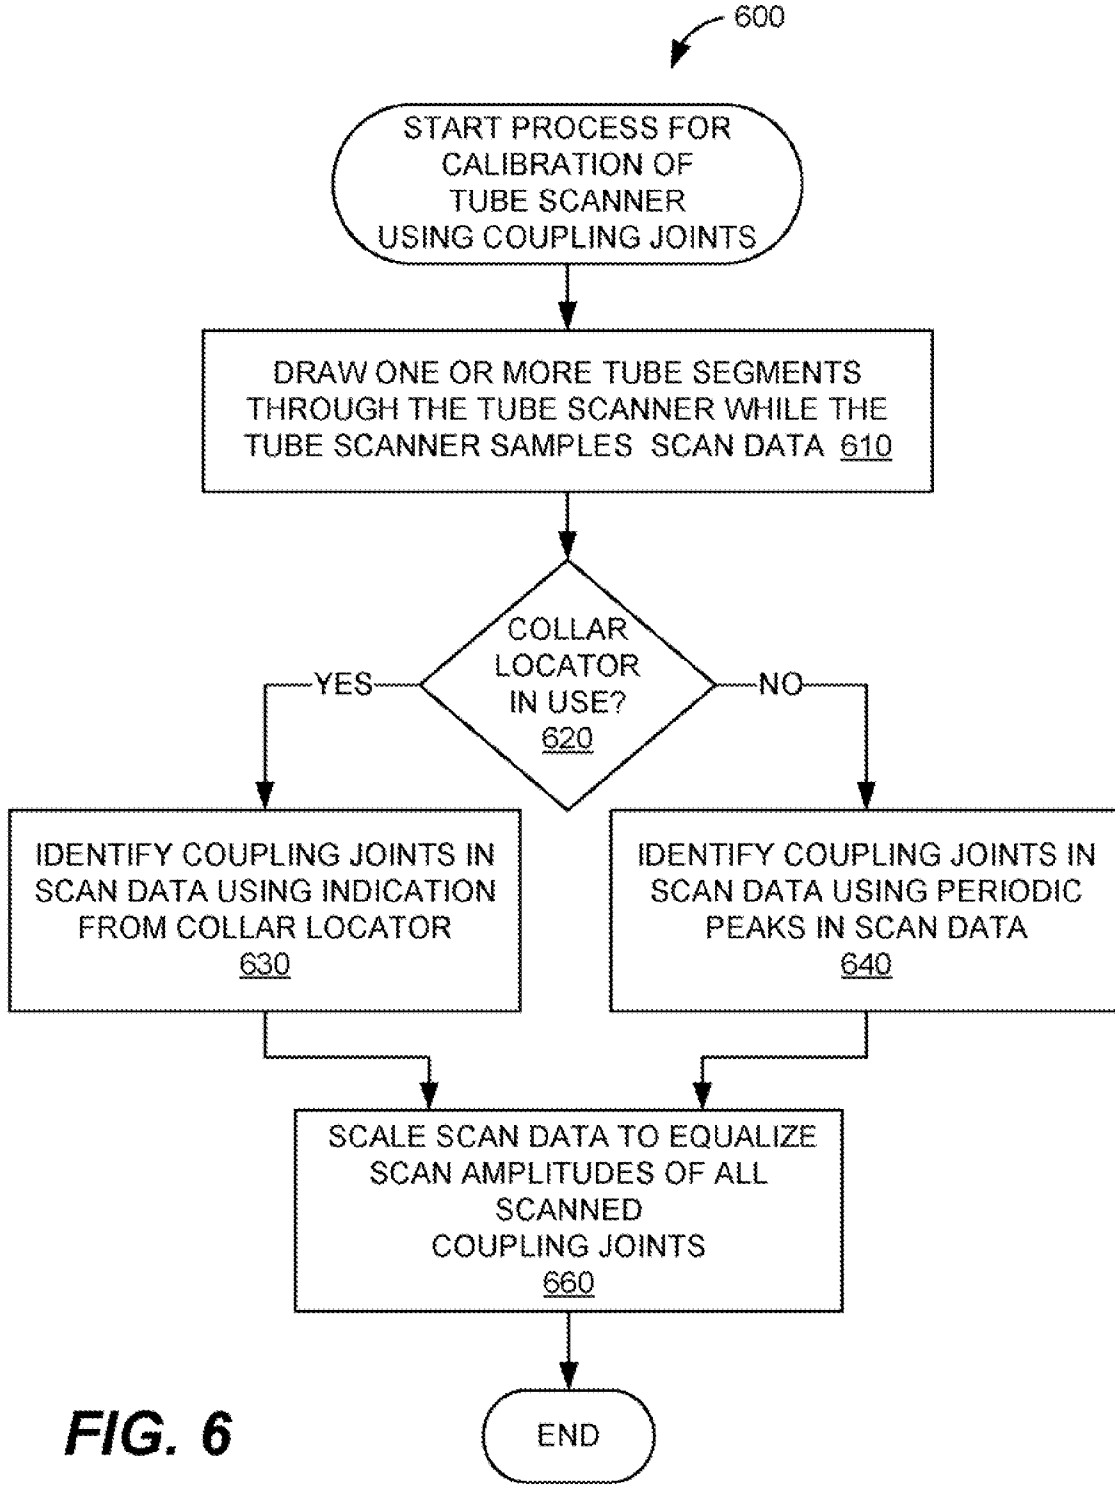 600
START PROCESS FOR
CALIBRATION OF
TUBE SCANNER
USING COUPLING JOINTS
DRAW ONE OR MORE TUBE SEGMENTS
THROUGH THE TUBE SCANNER WHILE THE
TUBE SCANNER SAMPLES SCAN DATA 610
COLLAR
LOCATOR
IN USE?
620
YES
NO
IDENTIFY COUPLING JOINTS IN
SCAN DATA USING INDICATION
FROM COLLAR LOCATOR
630
IDENTIFY COUPLING JOINTS IN
SCAN DATA USING PERIODIC
PEAKS IN SCAN DATA
640
SCALE SCAN DATA TO EQUALIZE
SCAN AMPLITUDES OF ALL
SCANNED
COUPLING JOINTS
660
END
FIG. 6